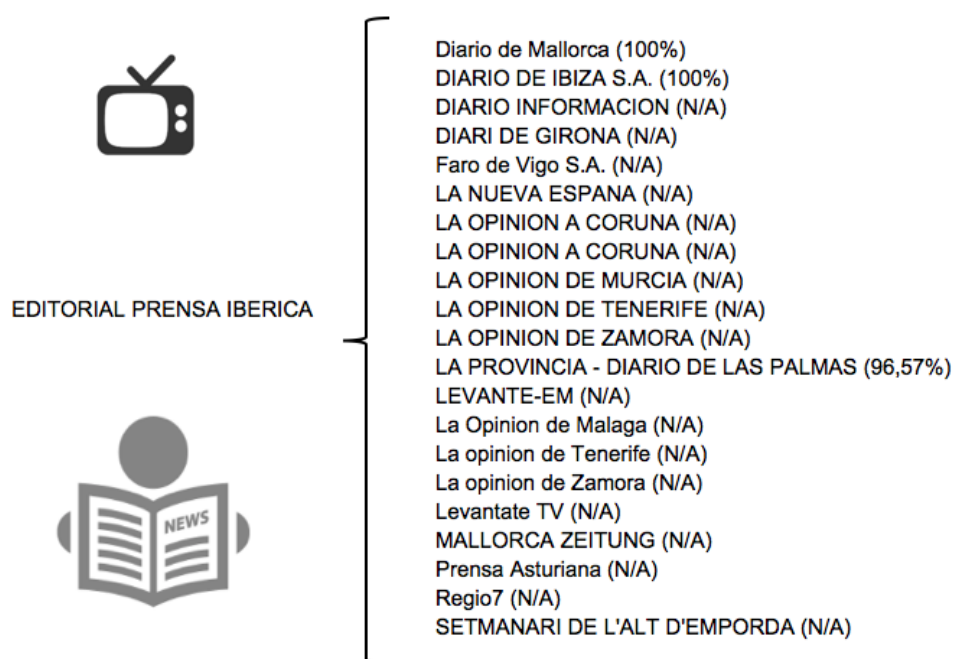 Diario de Mallorca (100%)
DIARIO DE IBIZA S.A. (100%)
DIARIO INFORMACION (N/A)
DIARI DE GIRONA (N/A)
Faro de Vigo S.A. (N/A)
LA NUEVA ESPANA (N/A)
LA OPINION A CORUNA (N/A)
LA OPINION A CORUNA (N/A)
LA OPINION DE MURCIA (N/A)
EDITORIAL PRENSA IBERICA
LA OPINION DE TENERIFE (N/A)
LA OPINION DE ZAMORA (N/A)
LA PROVINCIA - DIARIO DE LAS PALMAS (96,57%)
LEVANTE-EM (N/A)
La Opinion de Malaga (N/A)
La opinion de Tenerife (N/A)
La opinion de Zamora (N/A)
Levantate TV (N/A)
MALLORCA ZEITUNG (N/A)
Prensa Asturiana (N/A)
Regio7 (N/A)
SETMANARI DE L'ALT D'EMPORDA (N/A)
NEWS